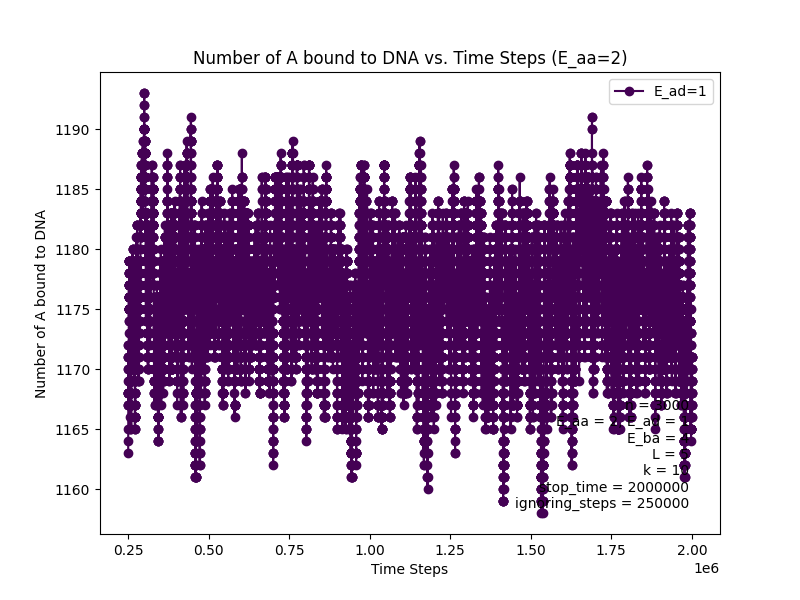 Number of A bound to DNA vs. Time Steps (E_aa=2)
E_ad=1
Number of A bound to DNA
1190
1185
1180
1175
1170
1165
1160
= 3000
E_ba =
L =
k =
stop_time = 2000000
ignoring_steps = 250000
0.25 0.50 0.75 1.00 1.25 1.50 1.75 2.00
1e6
Time Steps